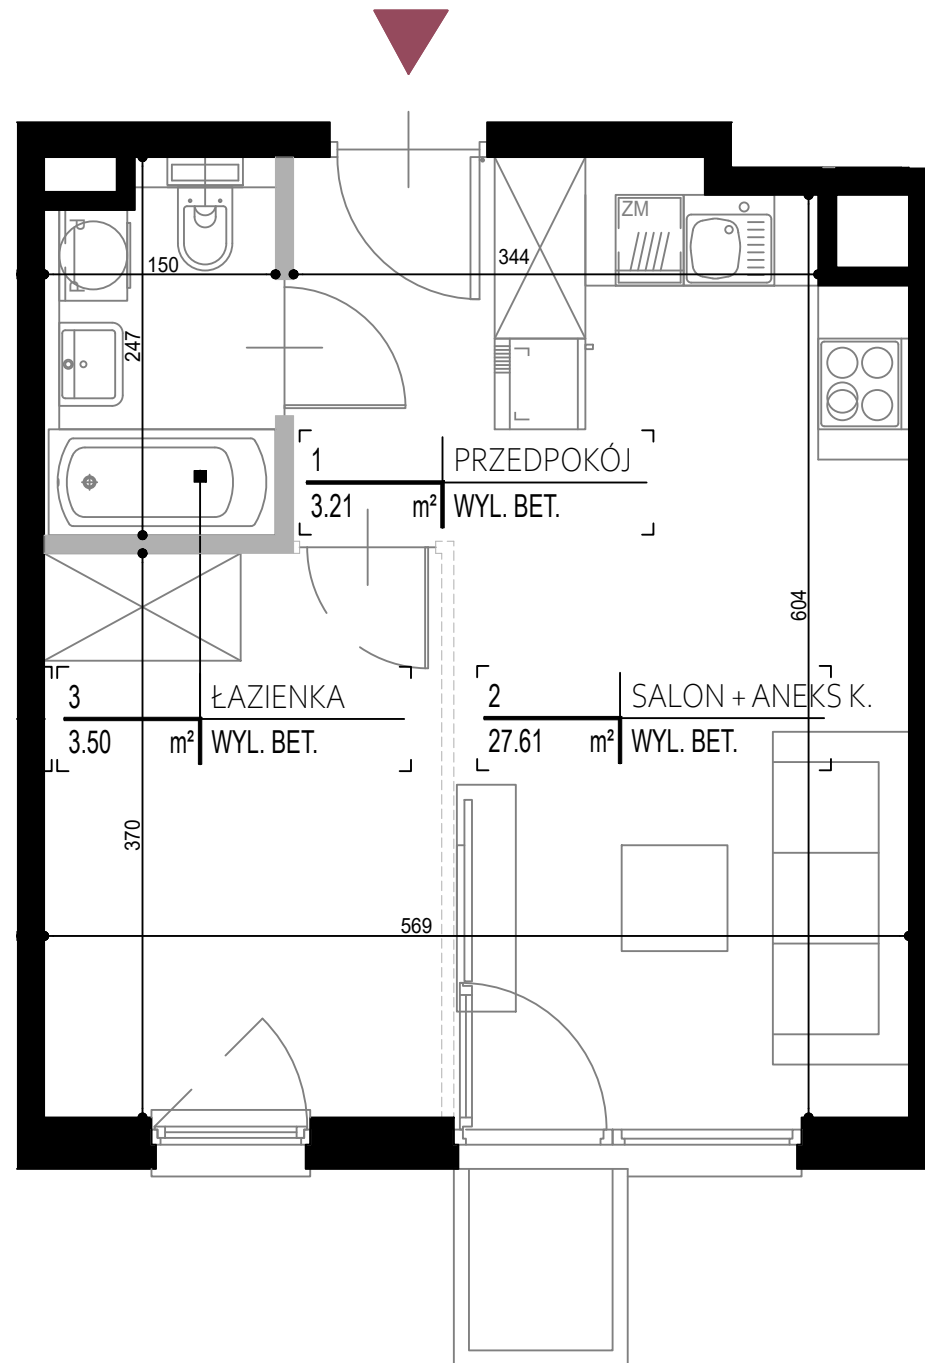 ZM
P
R
150
344
247
1 PRZEDPOKÓJ
3.21 m² WYL. BET.
604
3 ŁAZIENKA
3.50 m² WYL. BET.
2 SALON + ANEKS K.
27.61 m² WYL. BET.
370
569